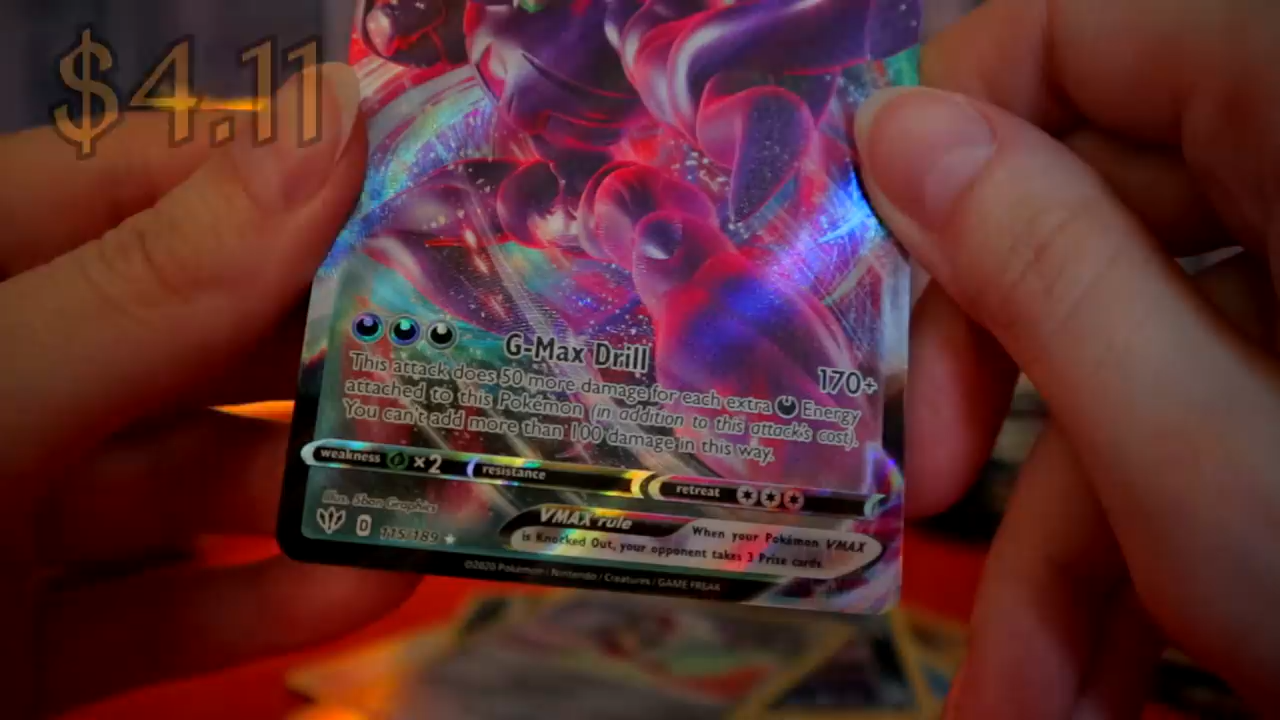 $4.11
G-Max Drill
170+
This attack does 50 more damage for each extra Energy
attached to this Pokémon (in addition to this attack's cost).
You can't add more than 100 damage in this way.
weakness ×2 resistance retreat
illus. 5ban Graphics
D 115/189
VMAX rule
When your Pokémon VMAX
is Knocked Out, your opponent takes 3 Prize cards.
©2020 Pokémon / Nintendo / Creatures / GAME FREAK